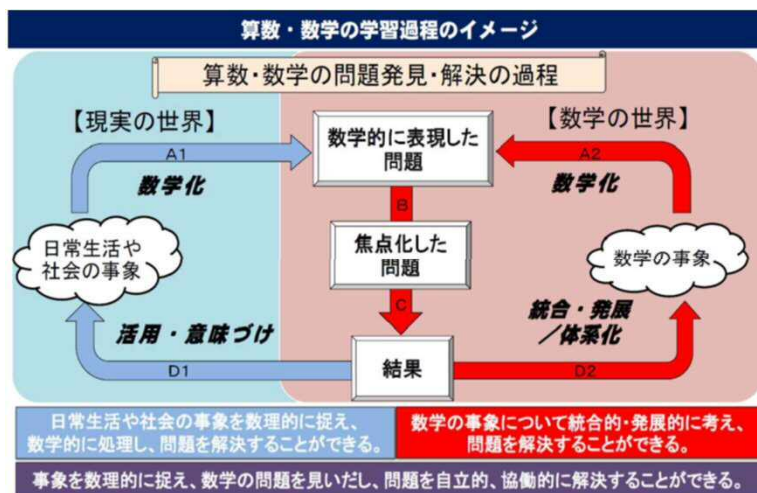 算数・数学の学習過程のイメージ
算数・数学の問題発見・解決の過程
【現実の世界】
【数学の世界】
A1
数学化
数学的に表現した
問題
A2
数学化
B
日常生活や
社会の事象
焦点化した
問題
数学の事象
C
活用・意味づけ
統合・発展
／体系化
D1
結果
D2
日常生活や社会の事象を数理的に捉え、
数学的に処理し、問題を解決することができる。
数学の事象について統合的・発展的に考え、
問題を解決することができる。
事象を数理的に捉え、数学の問題を見いだし、問題を自立的、協働的に解決することができる。